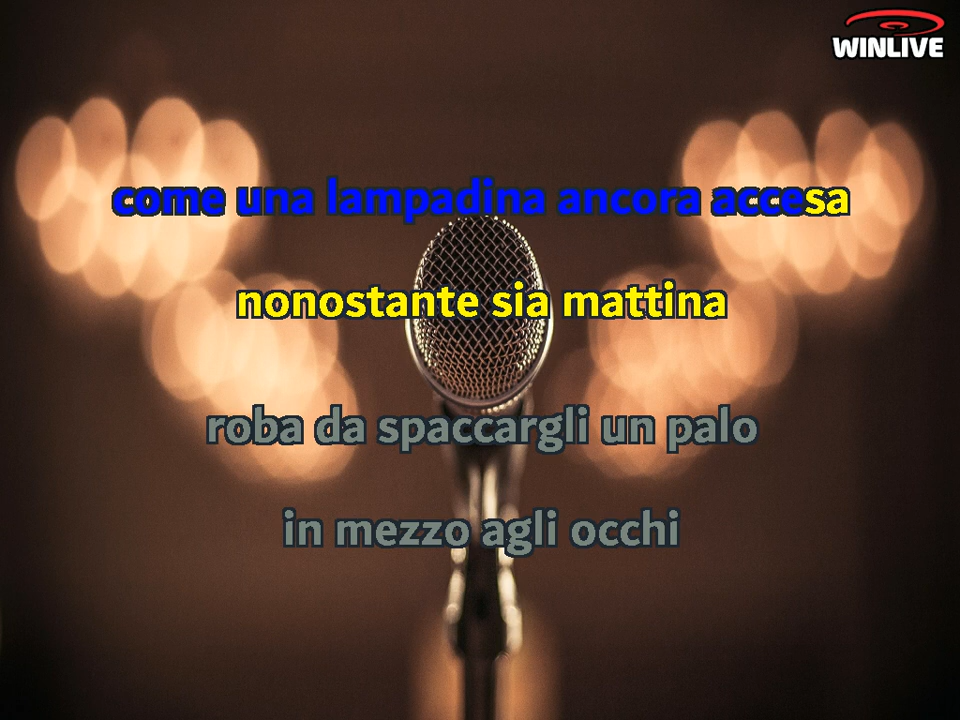 WINLIVE
come una lampadina ancora accesa
nonostante sia mattina
roba da spaccargli un palo
in mezzo agli occhi